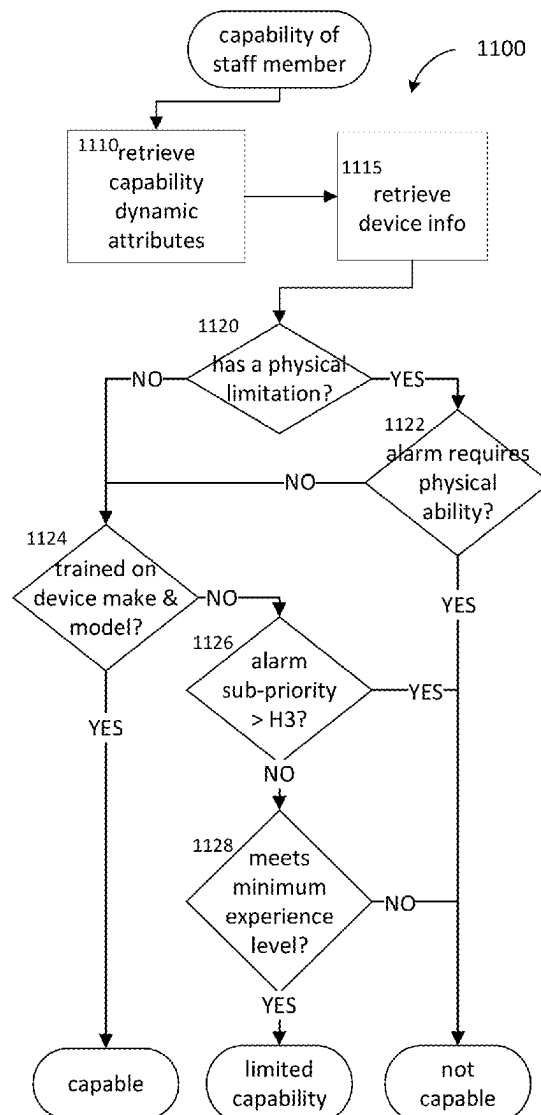 capability of
staff member
1100
1110
retrieve
capability
dynamic
attributes
1115
retrieve
device info
1120
has a physical
limitation?
NO
YES
1122
alarm requires
physical
ability?
NO
YES
1124
trained on
device make &
model?
NO
YES
1126
alarm
sub-priority
> H3?
YES
NO
1128
meets
minimum
experience
level?
NO
YES
capable
limited
capability
not
capable